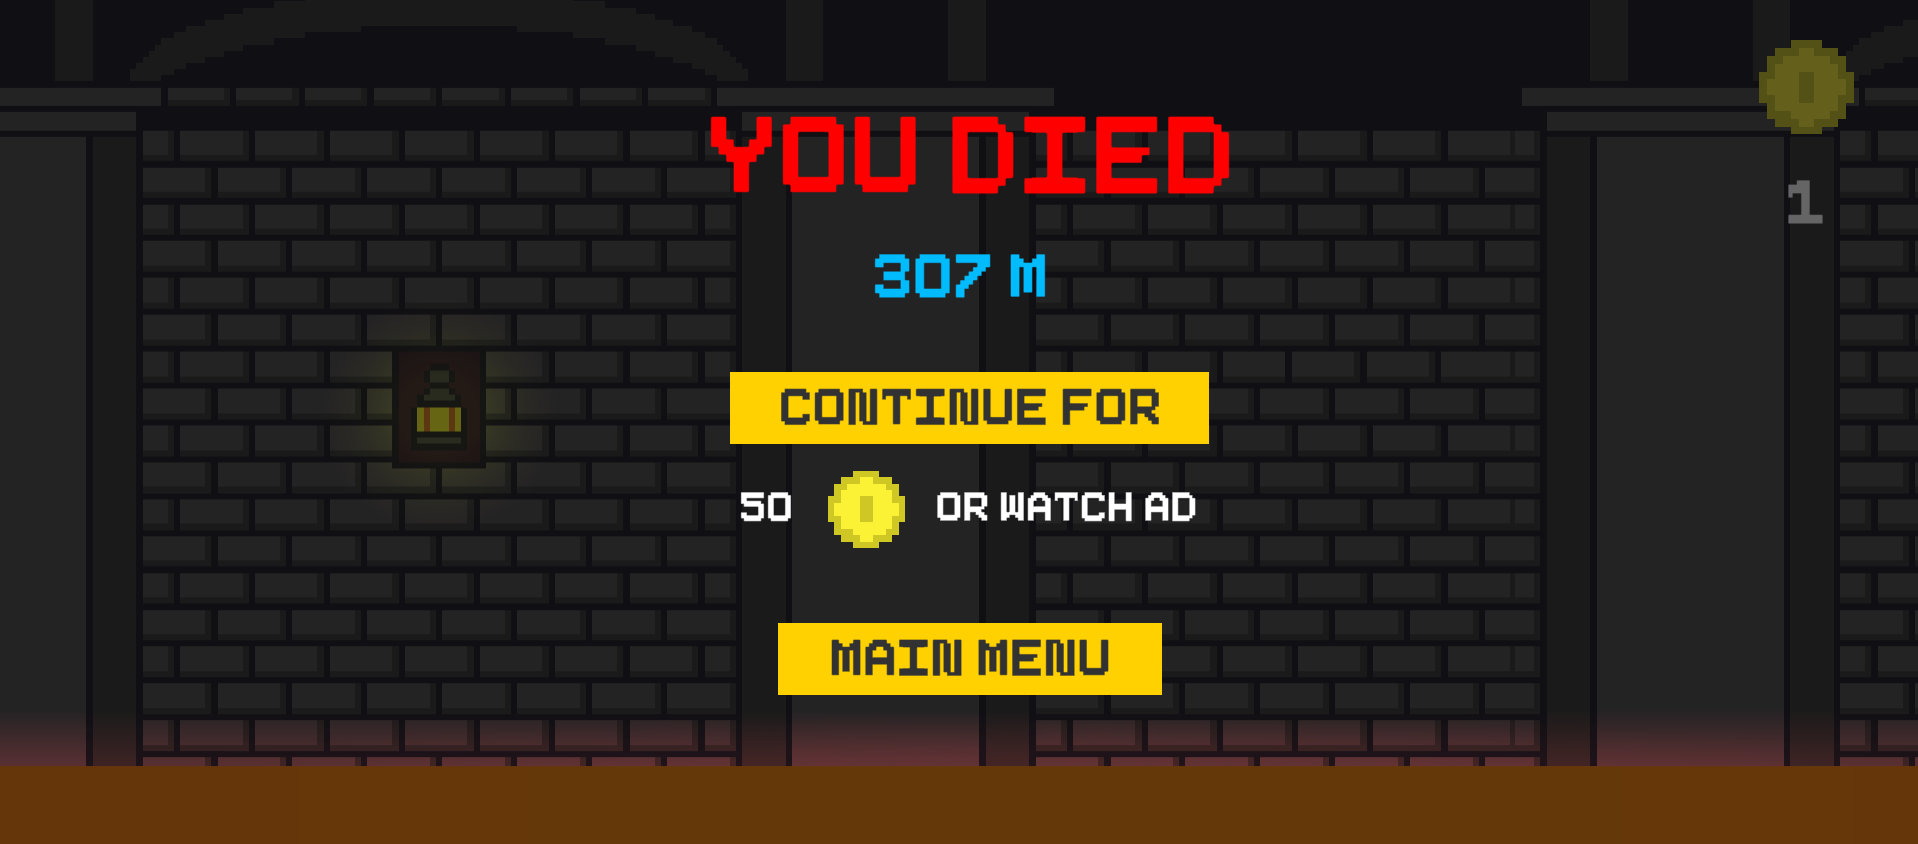 YOU DIED
1
307 M
CONTINUE FOR
50 OR WATCH AD
MAIN MENU